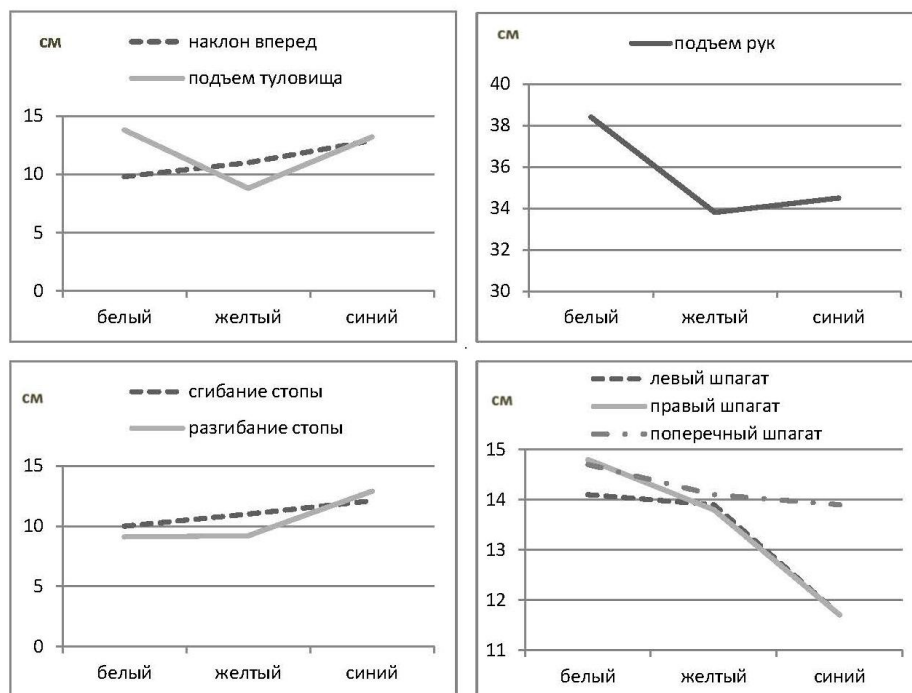 см
наклон вперед
подъем туловища
15
10
5
0
белый желтый синий
см
подъем рук
40
38
36
34
32
30
белый желтый синий
см
сгибание стопы
разгибание стопы
15
10
5
0
белый желтый синий
см
левый шпагат
правый шпагат
поперечный шпагат
15
14
13
12
11
белый желтый синий